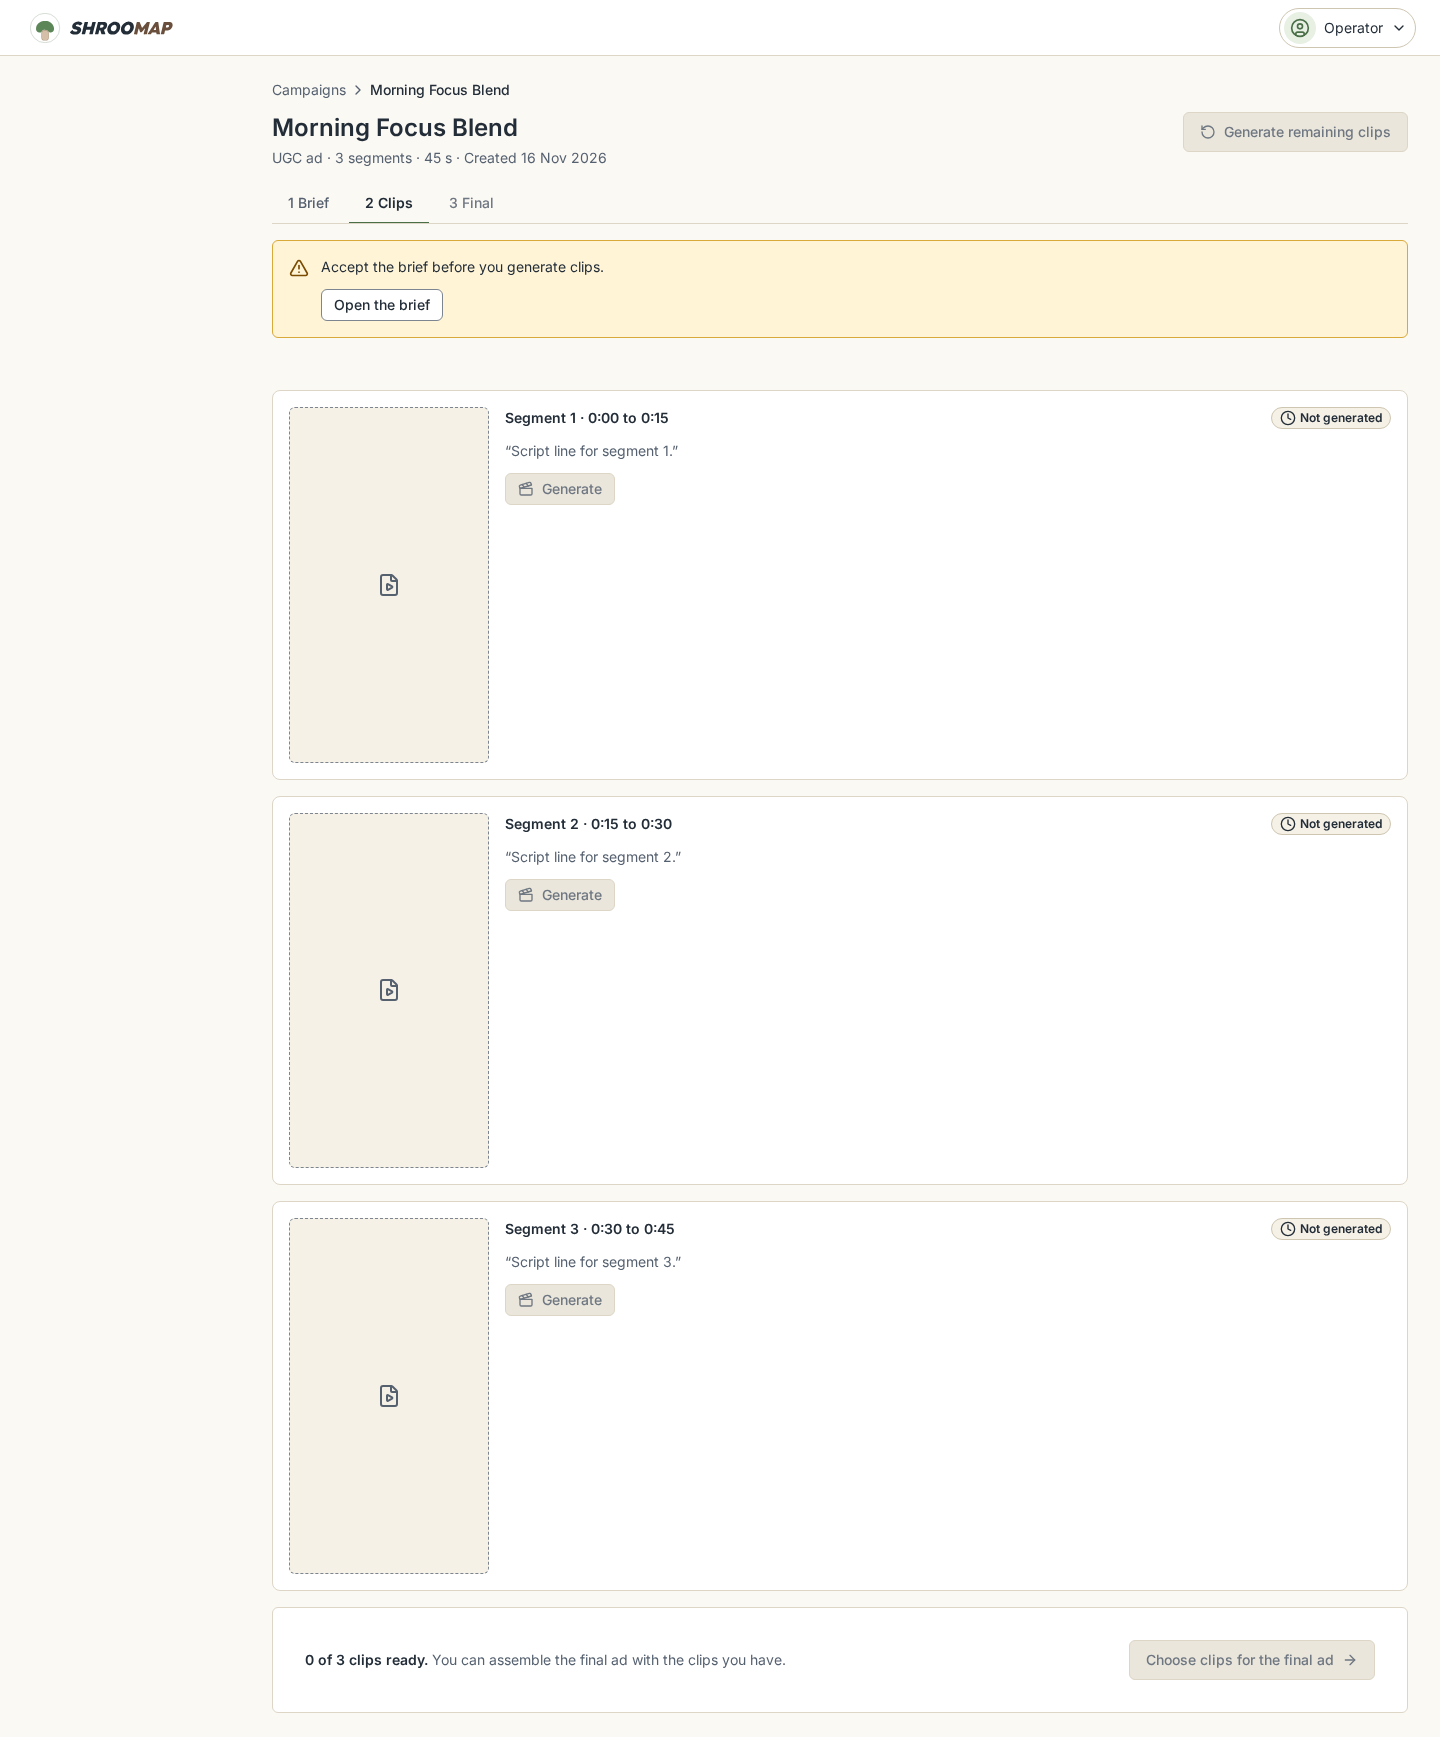 SHROOMAP
Operator
Campaigns > Morning Focus Blend
Morning Focus Blend
Generate remaining clips
UGC ad · 3 segments · 45 s · Created 16 Nov 2026
1 Brief
2 Clips
3 Final
Accept the brief before you generate clips.
Open the brief
Segment 1 · 0:00 to 0:15
Not generated
“Script line for segment 1.”
Generate
Segment 2 · 0:15 to 0:30
Not generated
“Script line for segment 2.”
Generate
Segment 3 · 0:30 to 0:45
Not generated
“Script line for segment 3.”
Generate
0 of 3 clips ready. You can assemble the final ad with the clips you have.
Choose clips for the final ad